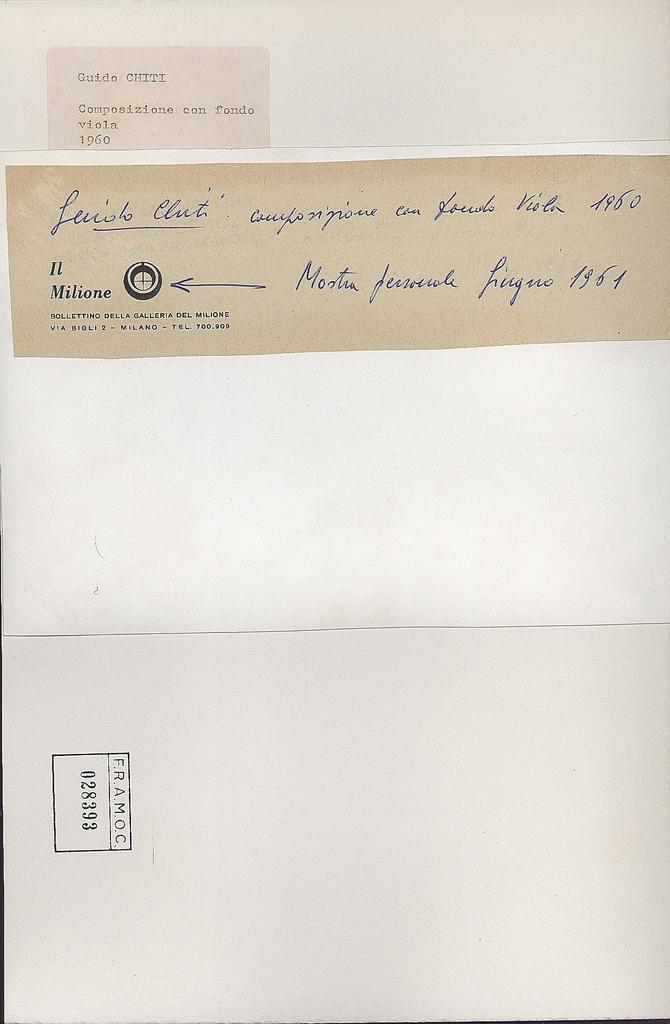 Guido CHITI
Composizione con fondo
viola
1960
Guido Chiti composizione con fondo Viola 1960
Il
Milione
Mostra personale Giugno 1961
BOLLETTINO DELLA GALLERIA DEL MILIONE
VIA BIGLI 2 - MILANO - TEL. 700.909
F.R.A.M.O.C.
028393